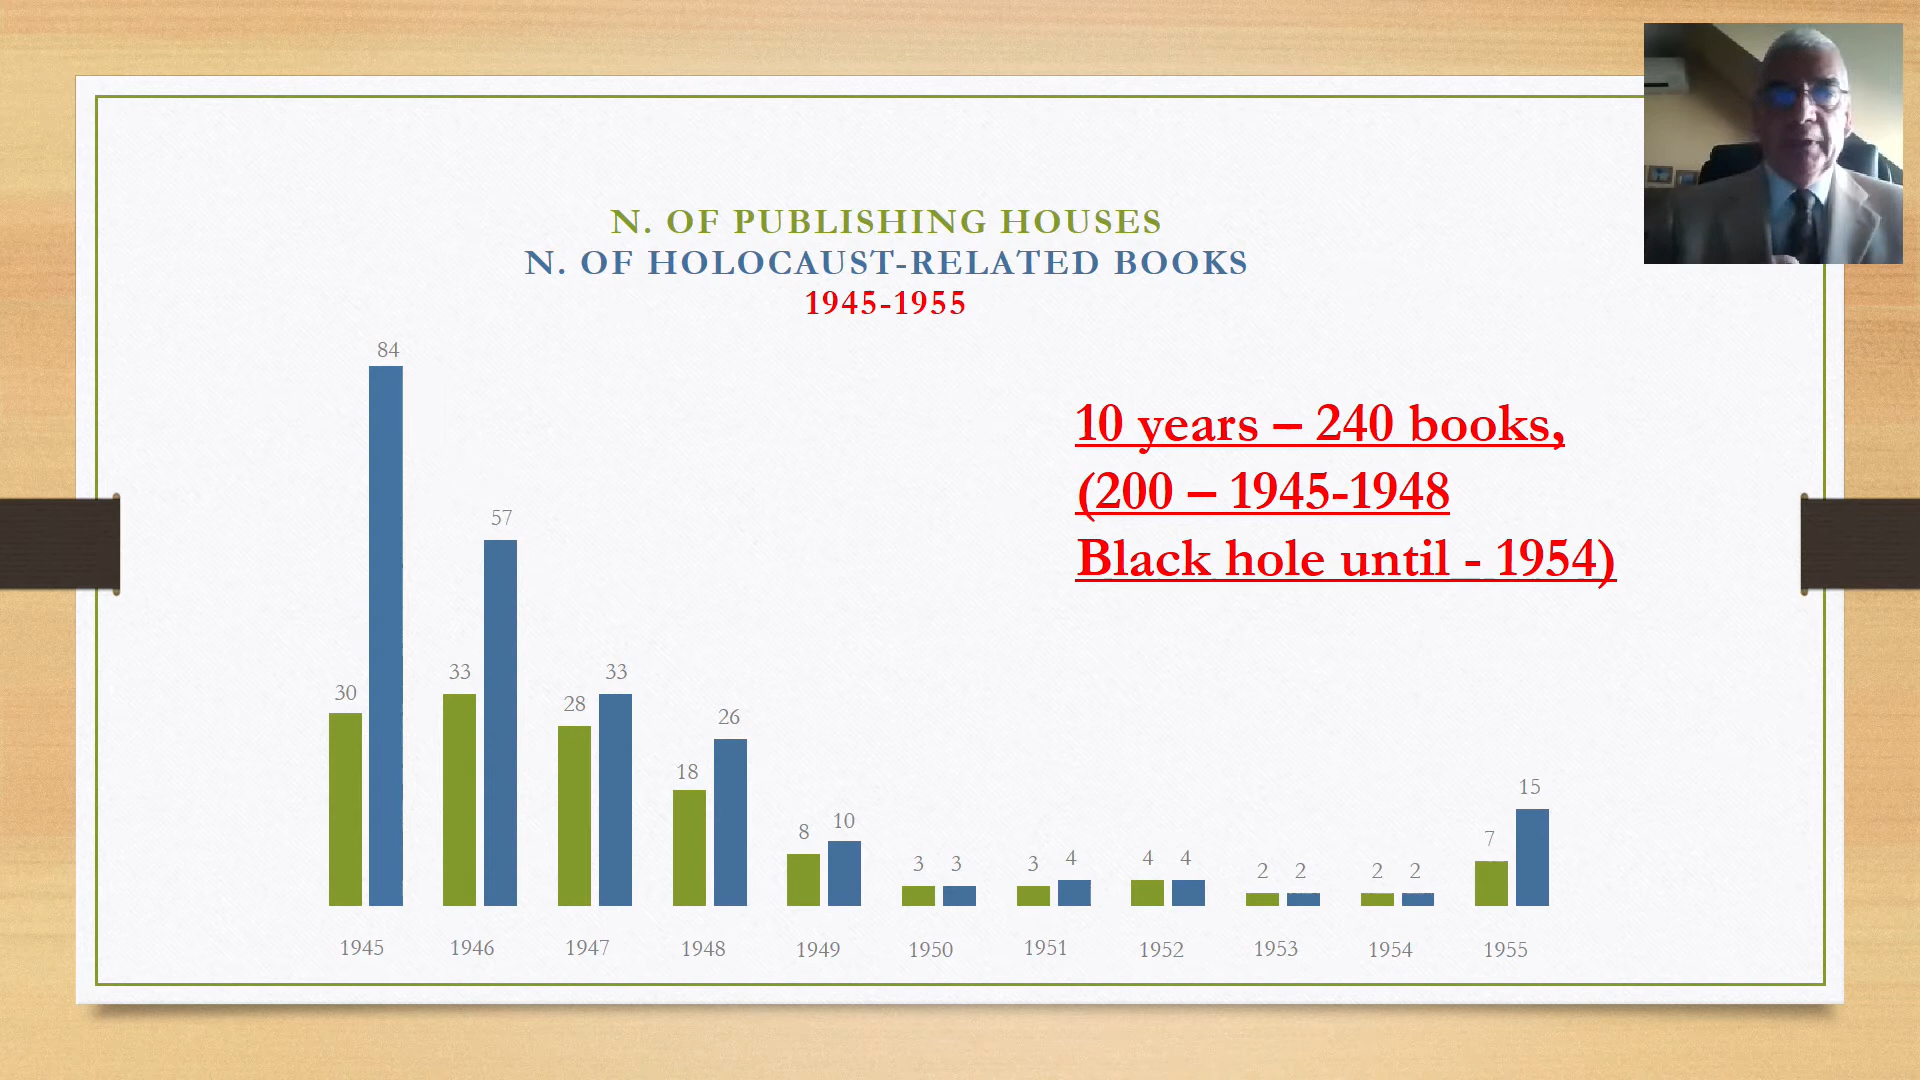 N. OF PUBLISHING HOUSES
N. OF HOLOCAUST-RELATED BOOKS
1945-1955
10 years – 240 books,
(200 – 1945-1948
Black hole until - 1954)
30 84
33 57
28 33
18 26
8 10
3 3
3 4
4 4
2 2
2 2
7 15
1945 1946 1947 1948 1949 1950 1951 1952 1953 1954 1955